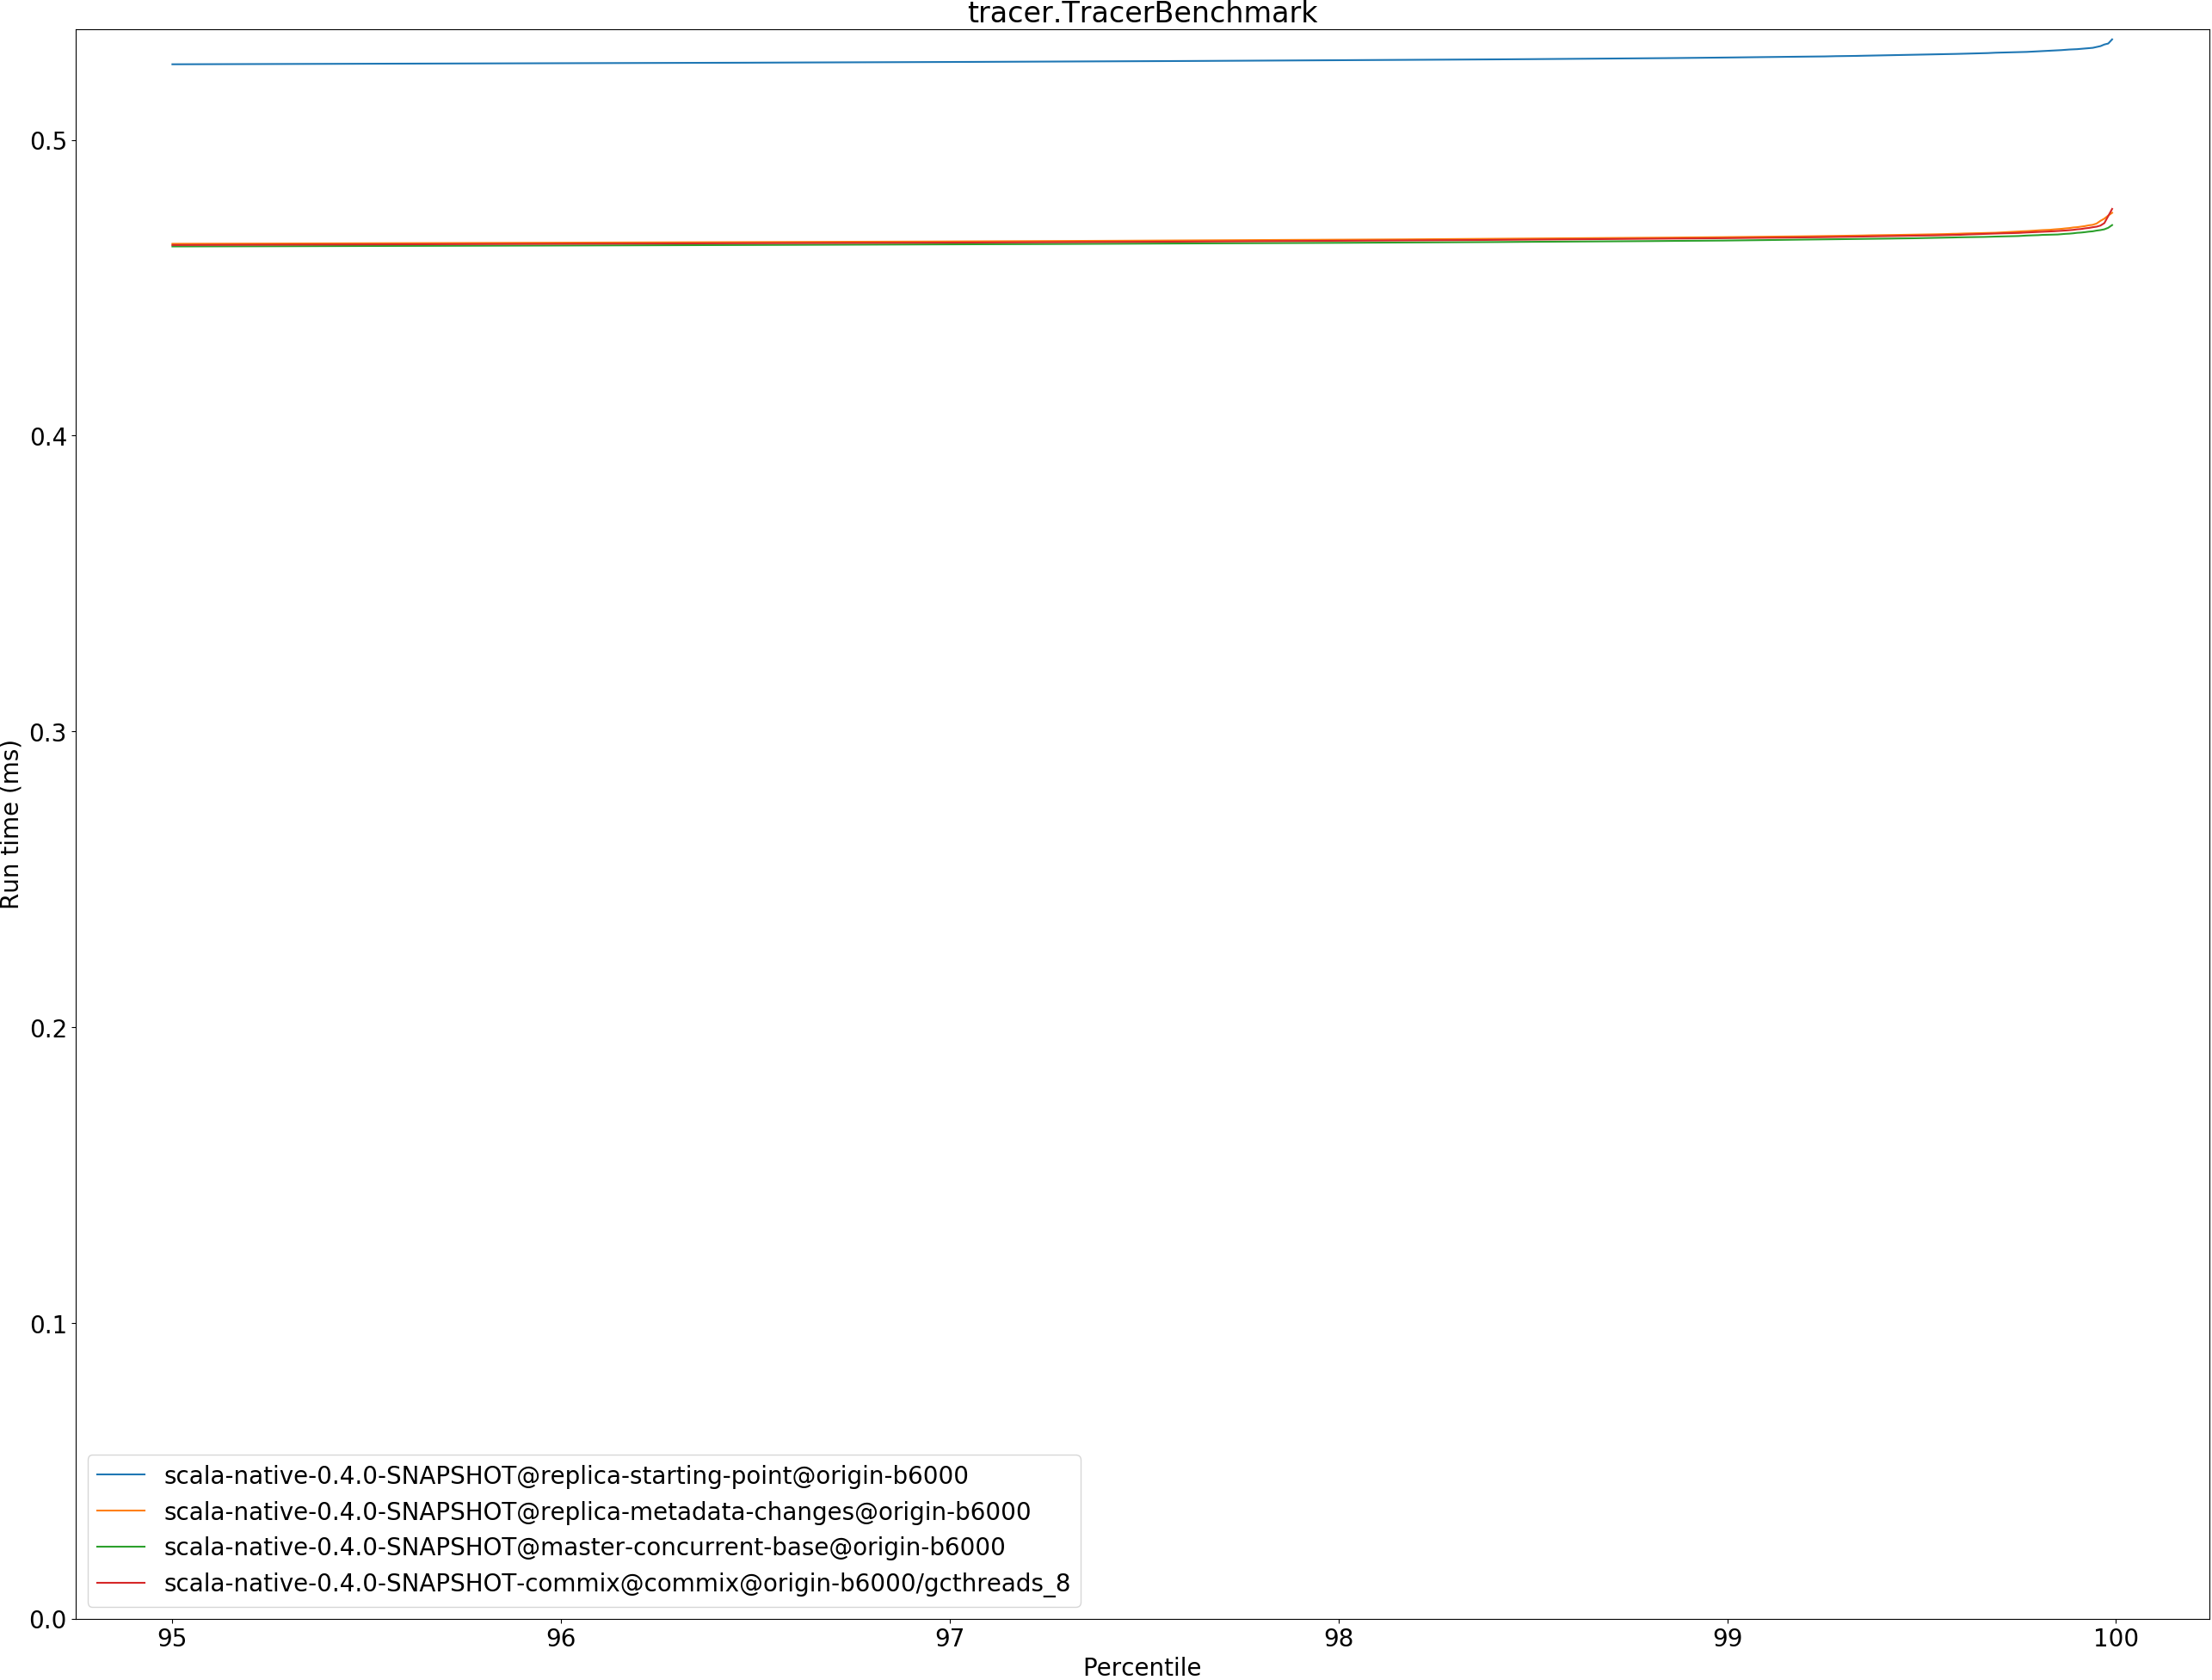 tracer.TracerBenchmark
0.5
0.4
0.3
0.2
0.1
0.0
Run time (ms)
scala-native-0.4.0-SNAPSHOT@replica-starting-point@origin-b6000
scala-native-0.4.0-SNAPSHOT@replica-metadata-changes@origin-b6000
scala-native-0.4.0-SNAPSHOT@master-concurrent-base@origin-b6000
scala-native-0.4.0-SNAPSHOT-commix@commix@origin-b6000/gcthreads_8
95 96 97 98 99 100
Percentile